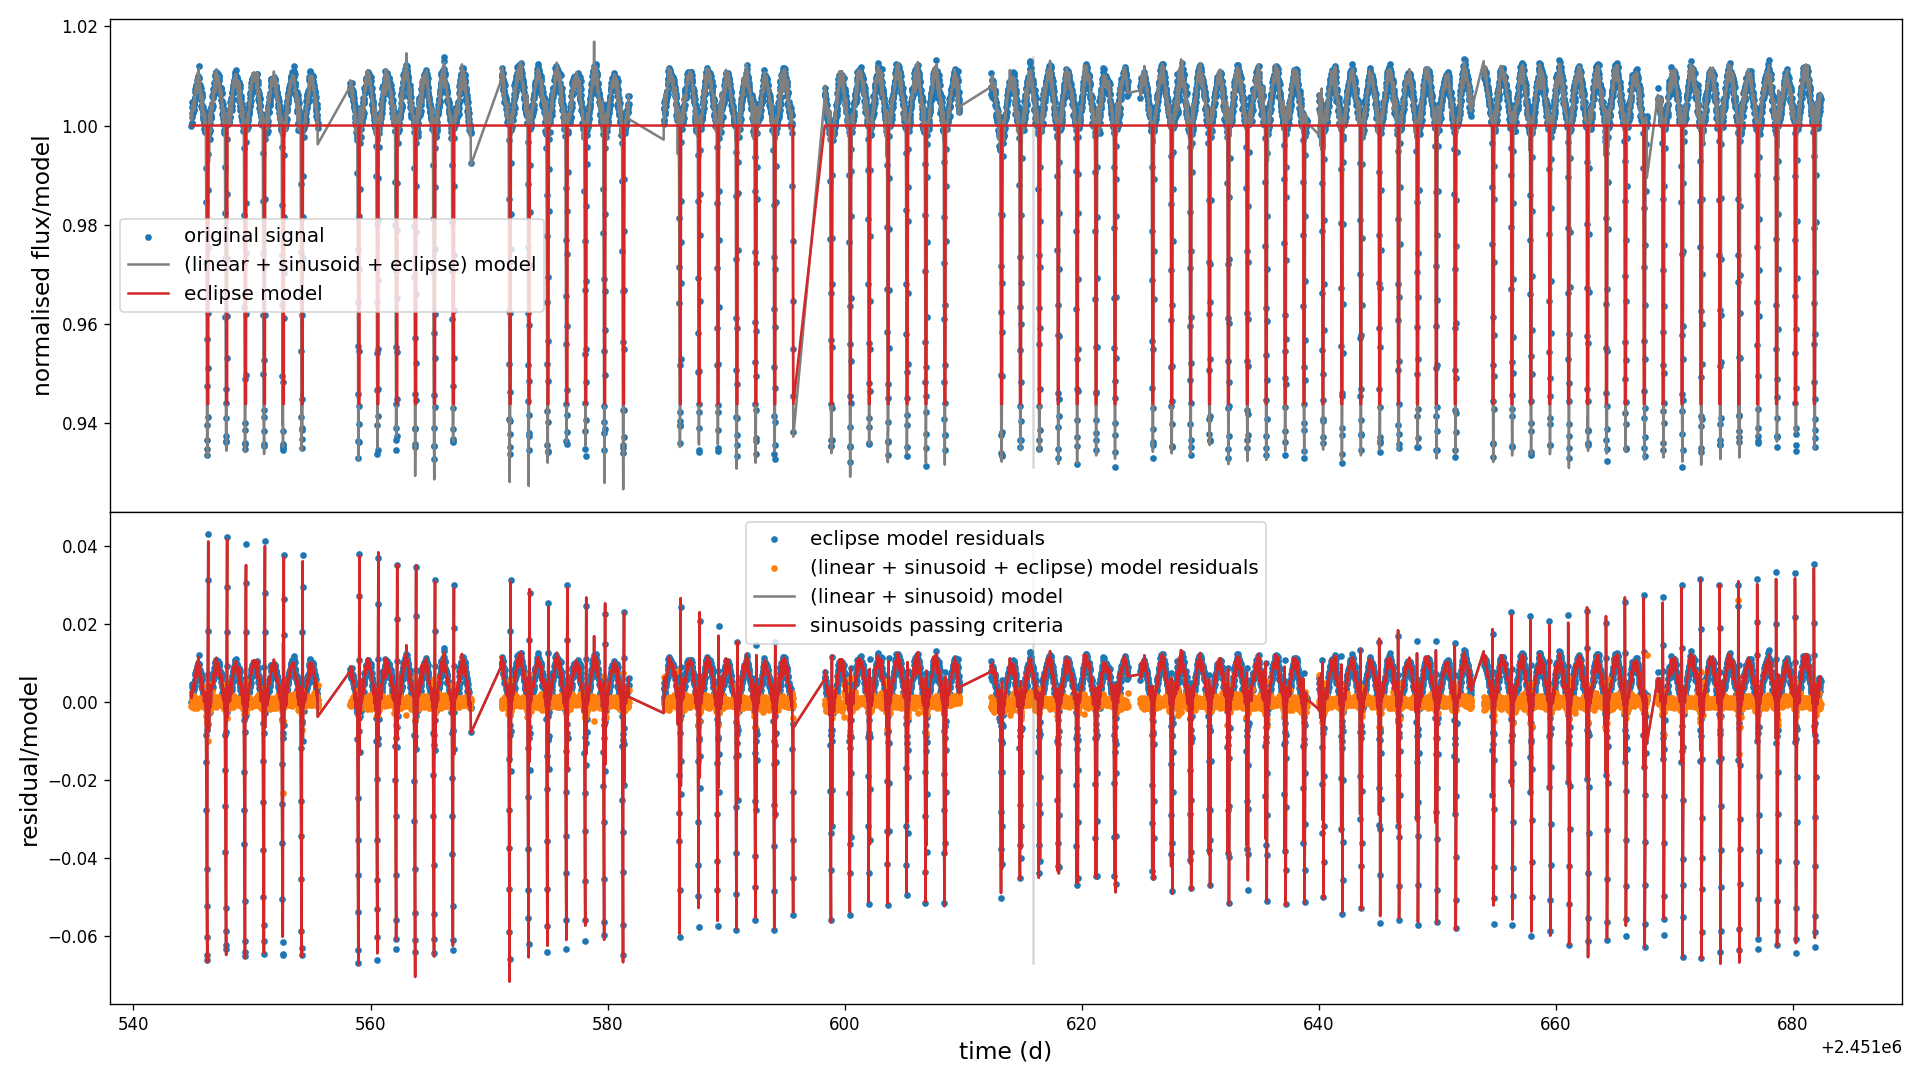 normalised flux/model
1.02
1.00
0.98
0.96
0.94
original signal
(linear + sinusoid + eclipse) model
eclipse model
residual/model
0.04
0.02
0.00
−0.02
−0.04
−0.06
eclipse model residuals
(linear + sinusoid + eclipse) model residuals
(linear + sinusoid) model
sinusoids passing criteria
540
560
580
600
620
640
660
680
time (d)
+2.451e6